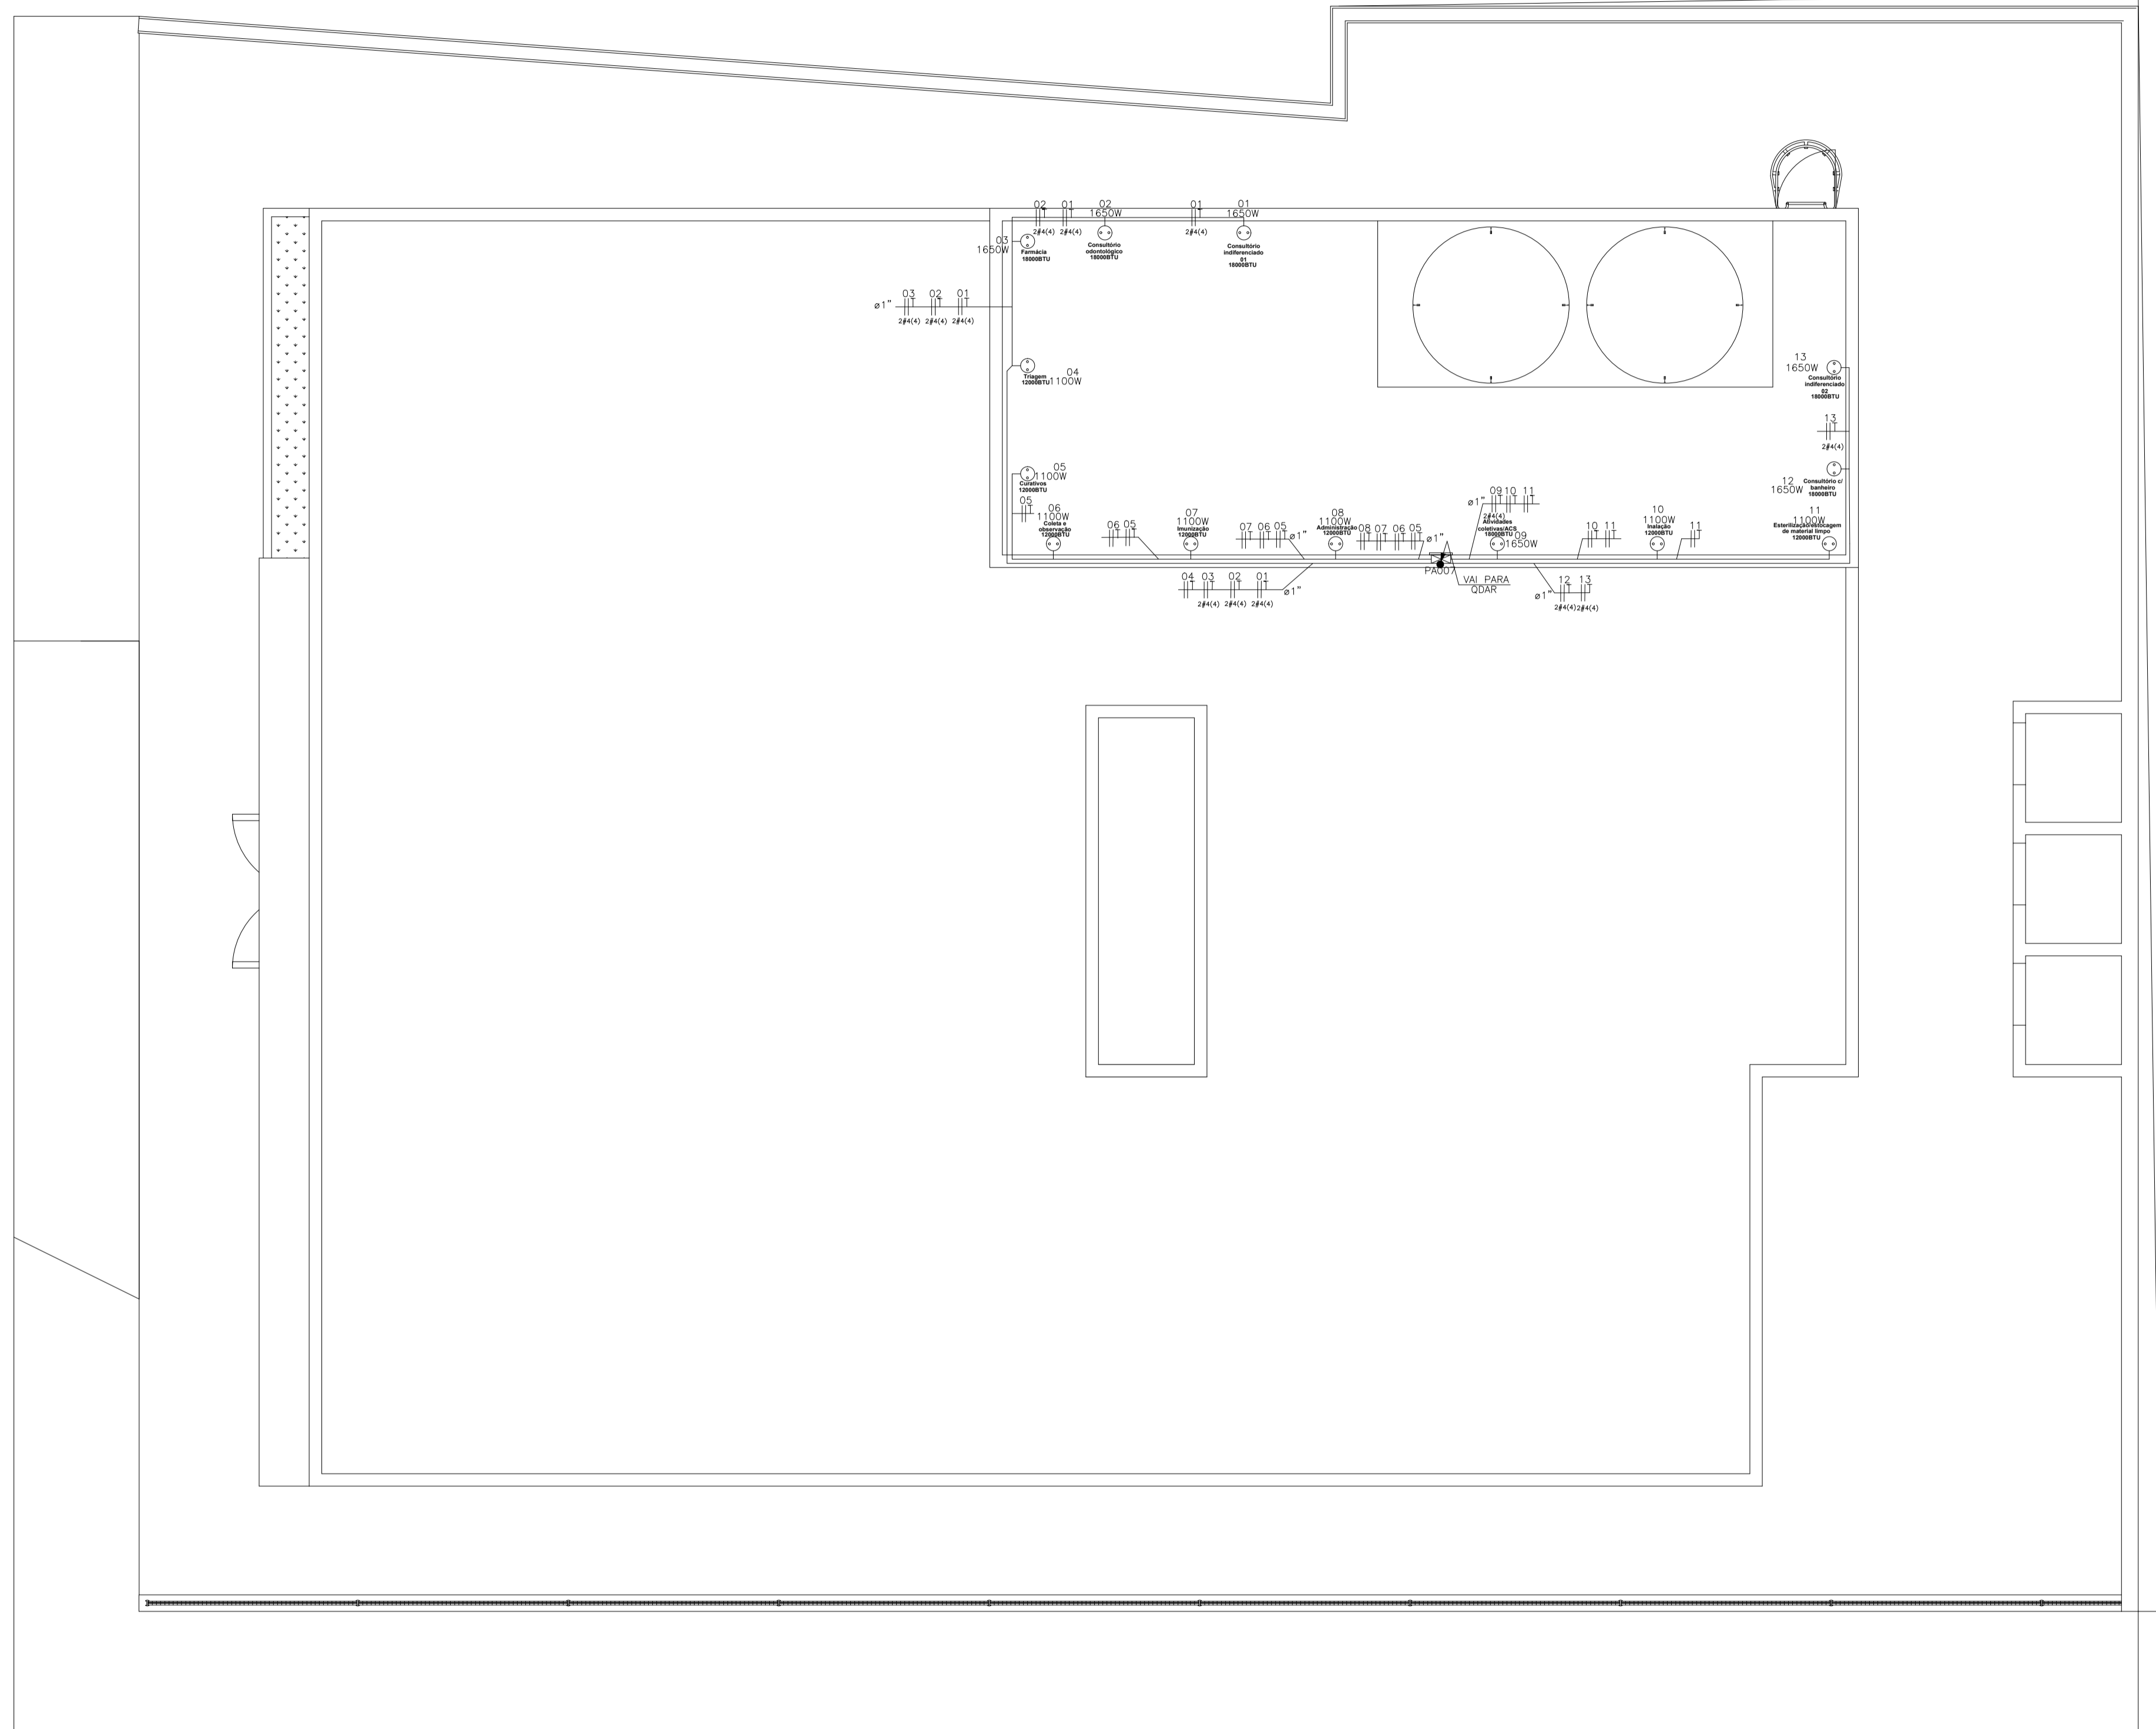 02
01
02
1650W
01
01
1650W
2#4(4)
2#4(4)
2#4(4)
03
1650W
Farmácia
18000BTU
Consultório
odontológico
18000BTU
Consultório
indiferenciado
01
18000BTU
ø1"
03
02
01
2#4(4)
2#4(4)
2#4(4)
Triagem
12000BTU
04
1100W
13
1650W
Consultório
indiferenciado
02
18000BTU
13
2#4(4)
05
1100W
Curativos
12000BTU
05
12
1650W
Consultório c/
banheiro
18000BTU
06
1100W
Coleta e
observação
12000BTU
06 05
07
1100W
Imunização
12000BTU
07 06 05
ø1"
08
1100W
Administração
12000BTU
08 07 06 05
ø1"
ø1"
09 10 11
2#4(4)
Atividades
coletivas/ACS
18000BTU
09
1650W
10 11
10
1100W
Inalação
12000BTU
11
11
1100W
Esterilização/estocagem
de material limpo
12000BTU
PA007
VAI PARA
QDAR
04 03 02 01
ø1"
2#4(4)
2#4(4)
2#4(4)
12 13
ø1"
2#4(4)
2#4(4)